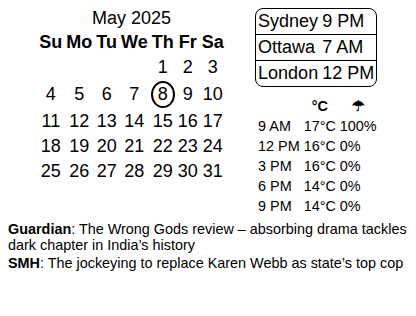 May 2025
Su Mo Tu We Th Fr Sa
1 2 3
4 5 6 7 8 9 10
11 12 13 14 15 16 17
18 19 20 21 22 23 24
25 26 27 28 29 30 31
Sydney 9 PM
Ottawa 7 AM
London 12 PM
°C ☂
9 AM 17°C 100%
12 PM 16°C 0%
3 PM 16°C 0%
6 PM 14°C 0%
9 PM 14°C 0%
Guardian: The Wrong Gods review – absorbing drama tackles
dark chapter in India’s history
SMH: The jockeying to replace Karen Webb as state’s top cop